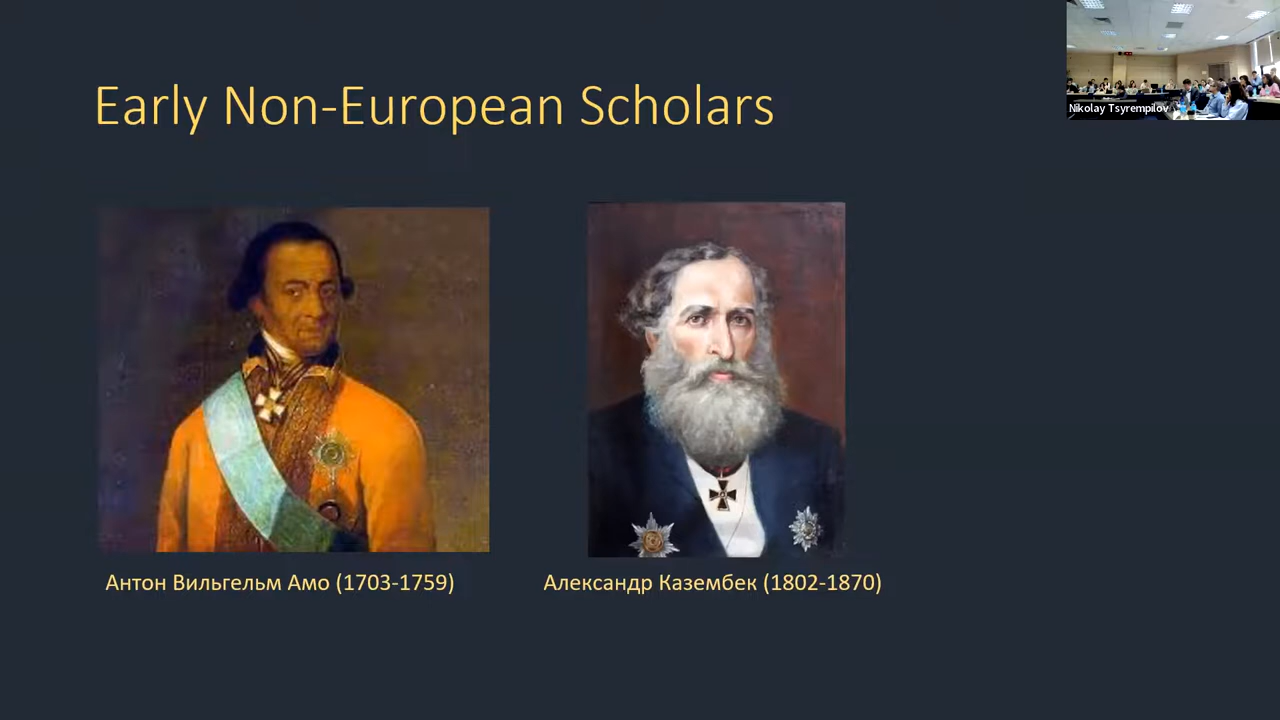 Early Non-European Scholars
Nikolay Tsyrempilov
Антон Вильгельм Амо (1703-1759)
Александр Казембек (1802-1870)